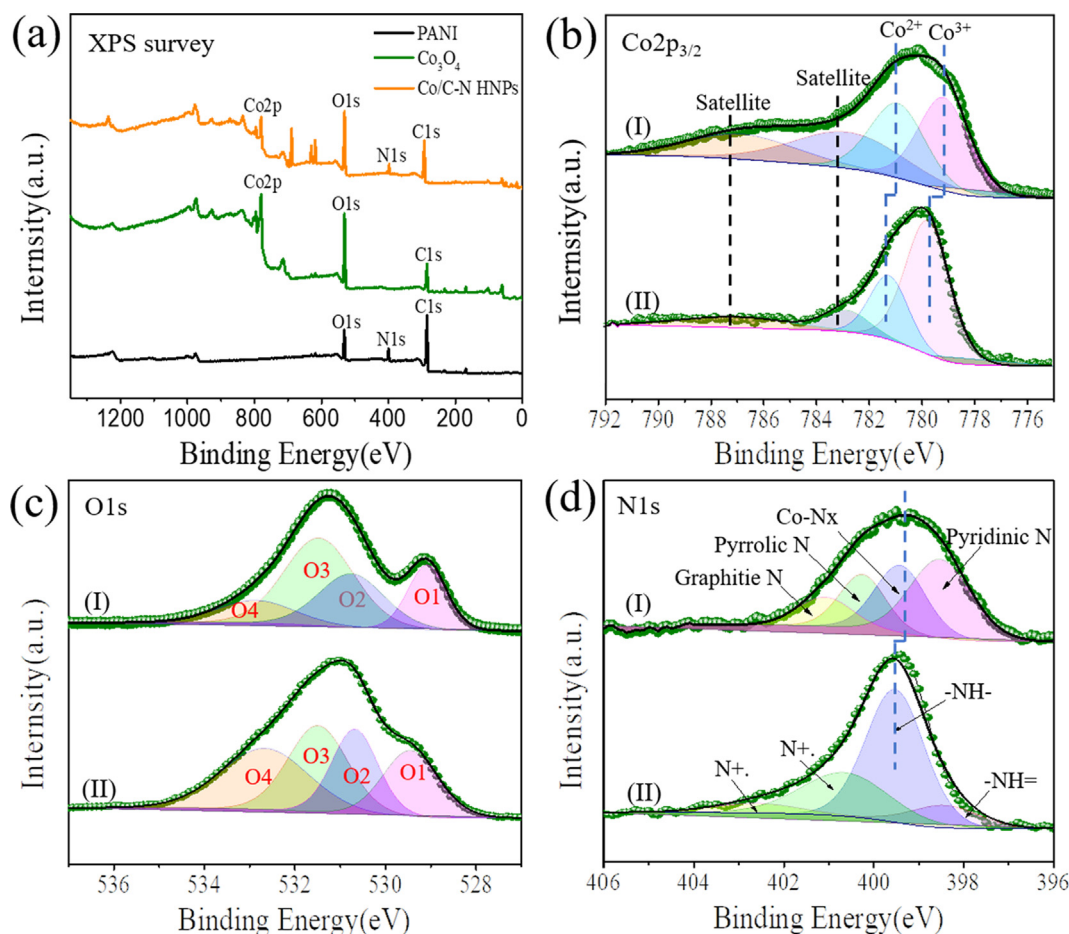 (a)
XPS survey
PANI
Co₃O₄
Co/C-N HNPs
Co2p
O1s
N1s
C1s
Co2p
O1s
C1s
O1s
N1s
C1s
Internsity(a.u.)
1200 1000 800 600 400 200 0
Binding Energy(eV)
(b)
Co2p₃/₂
Co²⁺
Co³⁺
Satellite
Satellite
(I)
(II)
Internsity(a.u.)
792 790 788 786 784 782 780 778 776
Binding Energy(eV)
(c)
O1s
(I)
O4
O3
O2
O1
(II)
O4
O3
O2
O1
Internsity(a.u.)
536 534 532 530 528
Binding Energy(eV)
(d)
N1s
Co-Nx
Pyrrolic N
Graphitie N
Pyridinic N
(I)
-NH-
N+.
N+.
-NH=
(II)
Internsity(a.u.)
406 404 402 400 398 396
Binding Energy(eV)